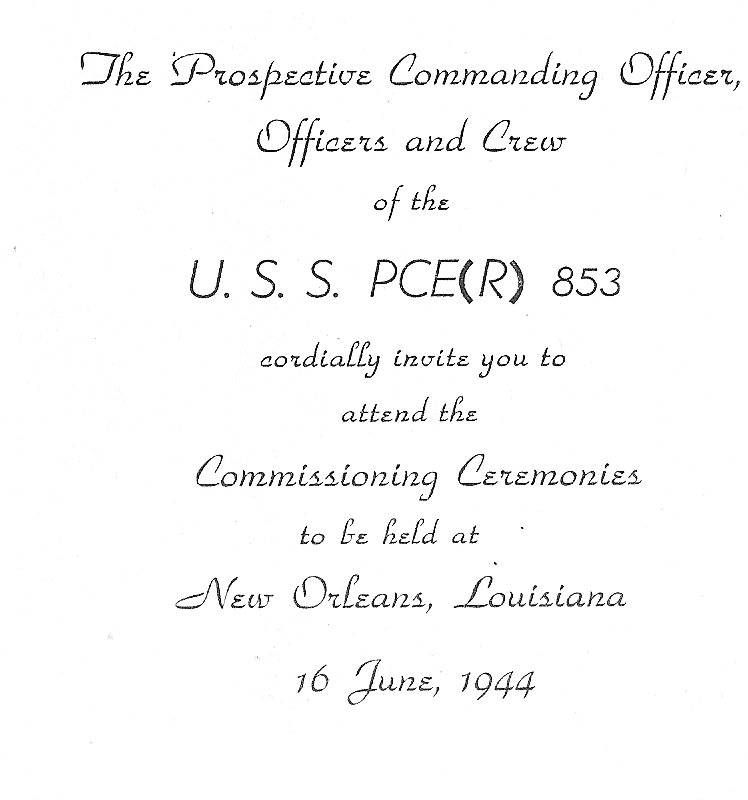 The Prospective Commanding Officer,
Officers and Crew
of the
U. S. S. PCE(R) 853
cordially invite you to
attend the
Commissioning Ceremonies
to be held at
New Orleans, Louisiana
16 June, 1944